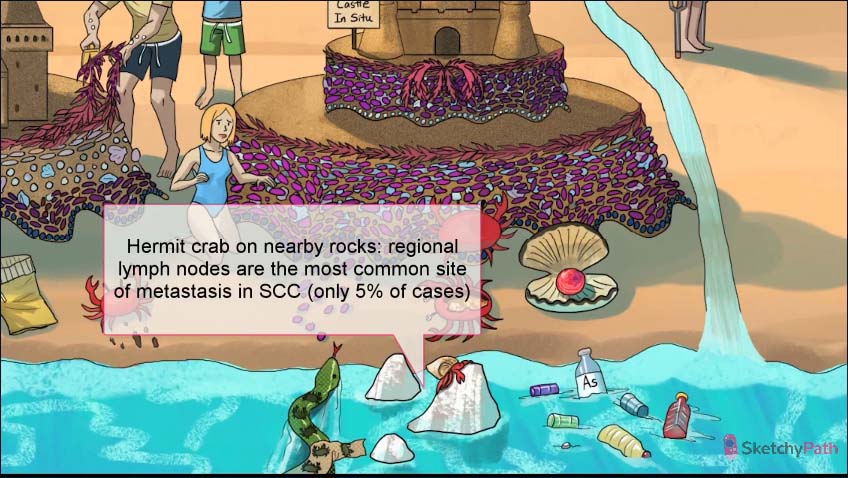 Castle
In Situ
Hermit crab on nearby rocks: regional
lymph nodes are the most common site
of metastasis in SCC (only 5% of cases)
As
SketchyPath